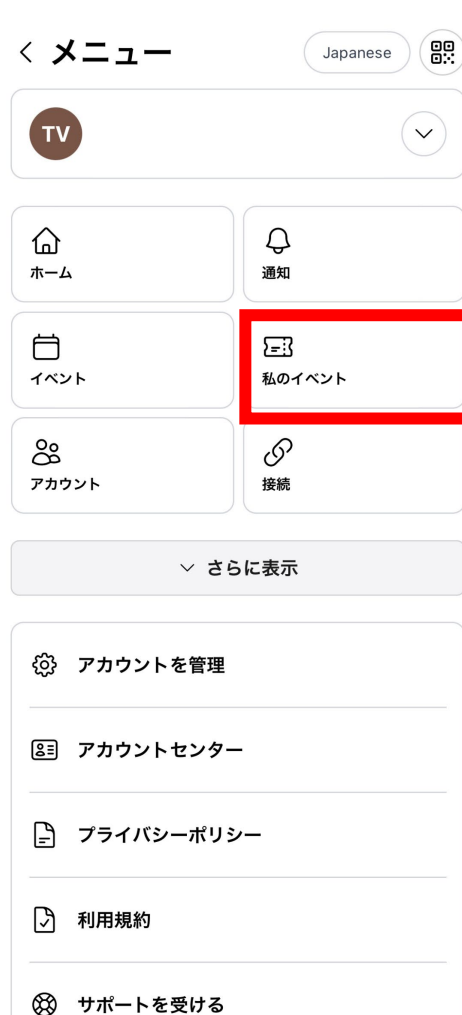 メニュー
Japanese
TV
ホーム
通知
イベント
私のイベント
アカウント
接続
さらに表示
アカウントを管理
アカウントセンター
プライバシーポリシー
利用規約
サポートを受ける